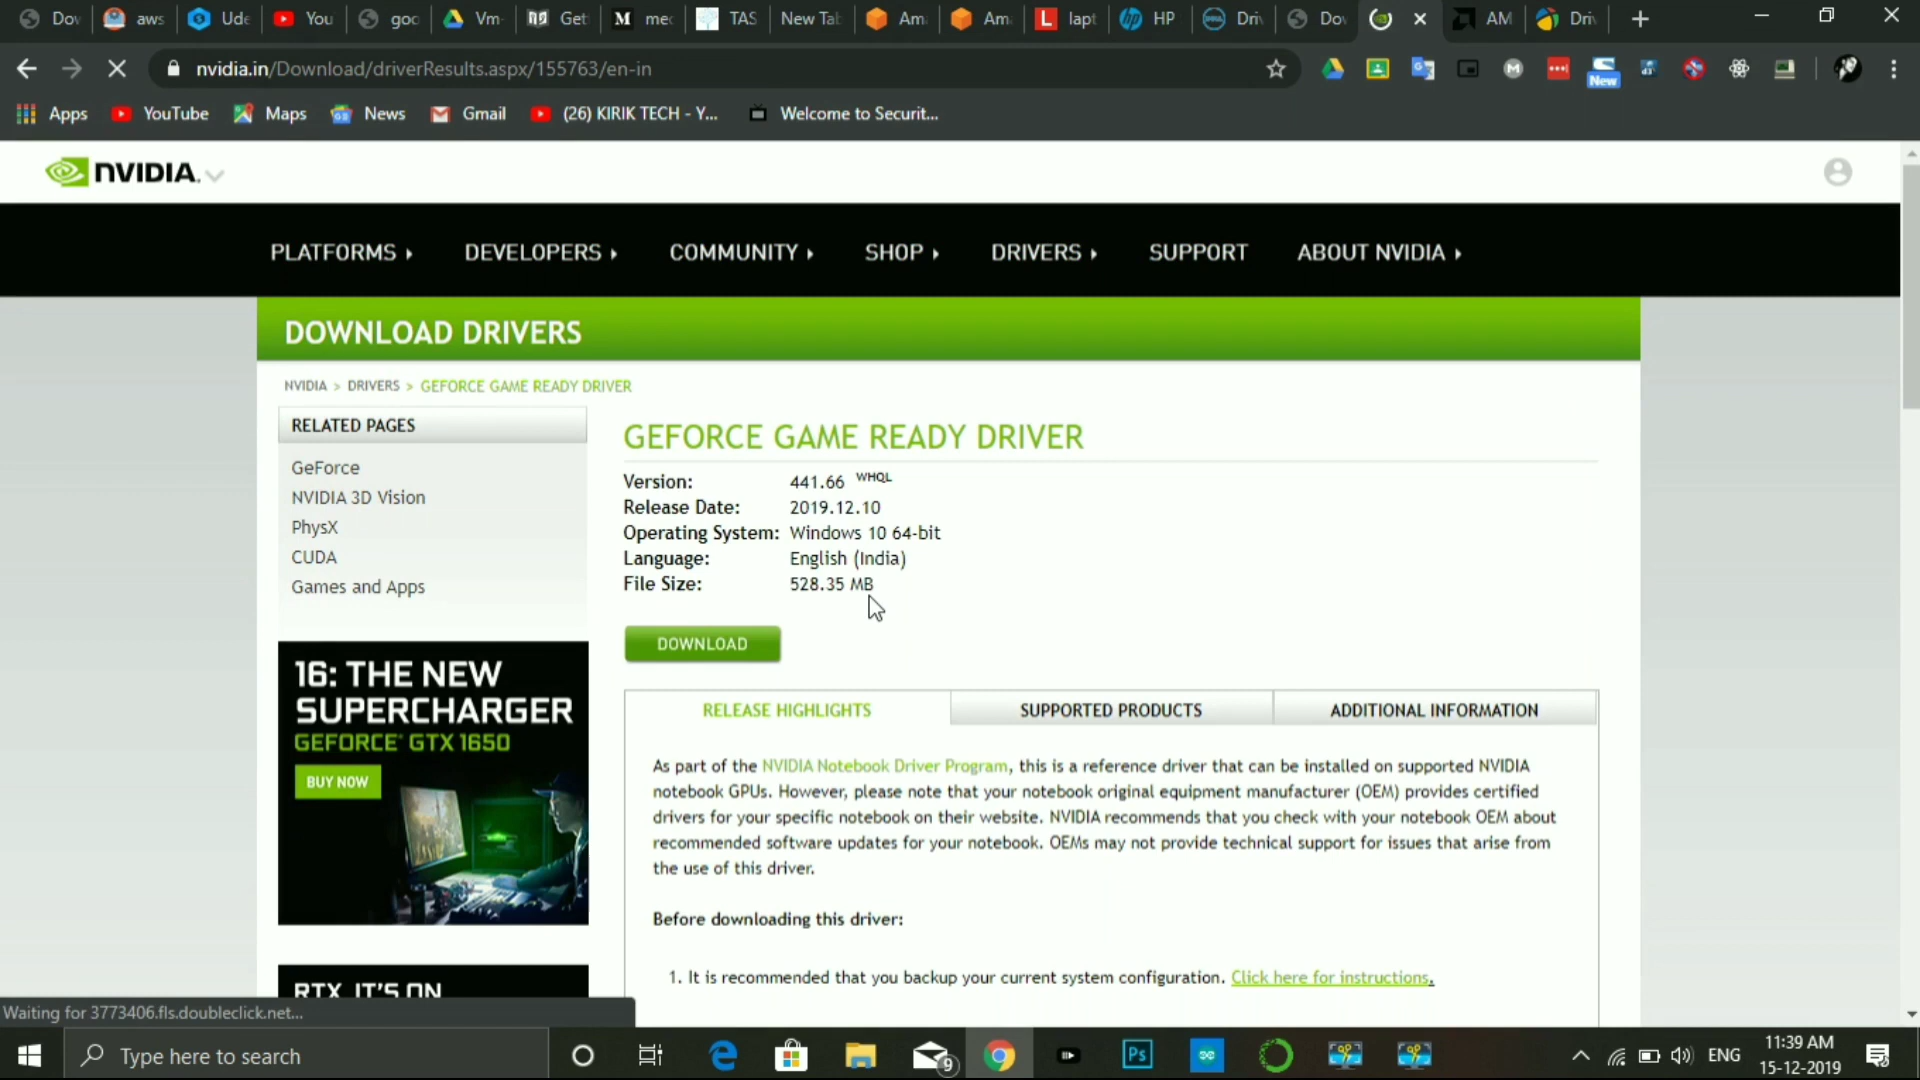 Dov
aws
Ude
You
goo
Vm-
Get
mec
TAS
New Tab
Ama
Ama
lapt
HP
Driv
Dov
AM
Driv
nvidia.in/Download/driverResults.aspx/155763/en-in
New
Apps
YouTube
Maps
News
Gmail
(26) KIRIK TECH - Y...
Welcome to Securit...
NVIDIA.
PLATFORMS
DEVELOPERS
COMMUNITY
SHOP
DRIVERS
SUPPORT
ABOUT NVIDIA
DOWNLOAD DRIVERS
NVIDIA > DRIVERS > GEFORCE GAME READY DRIVER
RELATED PAGES
GeForce
NVIDIA 3D Vision
PhysX
CUDA
Games and Apps
GEFORCE GAME READY DRIVER
Version: 441.66 WHQL
Release Date: 2019.12.10
Operating System: Windows 10 64-bit
Language: English (India)
File Size: 528.35 MB
DOWNLOAD
16: THE NEW
SUPERCHARGER
GEFORCE® GTX 1650
BUY NOW
RTX. IT'S ON
RELEASE HIGHLIGHTS
SUPPORTED PRODUCTS
ADDITIONAL INFORMATION
As part of the NVIDIA Notebook Driver Program, this is a reference driver that can be installed on supported NVIDIA
notebook GPUs. However, please note that your notebook original equipment manufacturer (OEM) provides certified
drivers for your specific notebook on their website. NVIDIA recommends that you check with your notebook OEM about
recommended software updates for your notebook. OEMs may not provide technical support for issues that arise from
the use of this driver.
Before downloading this driver:
1. It is recommended that you backup your current system configuration. Click here for instructions.
Waiting for 3773406.fls.doubleclick.net...
Type here to search
9
Ps
ENG
11:39 AM
15-12-2019